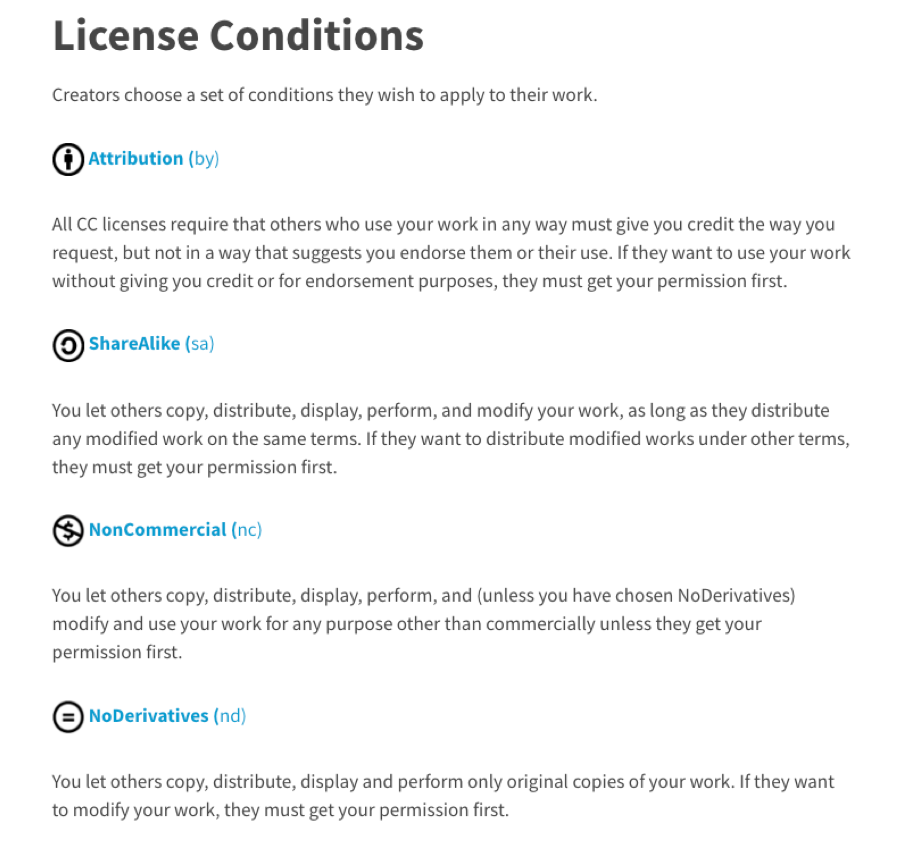 License Conditions
Creators choose a set of conditions they wish to apply to their work.
Attribution (by)
All CC licenses require that others who use your work in any way must give you credit the way you
request, but not in a way that suggests you endorse them or their use. If they want to use your work
without giving you credit or for endorsement purposes, they must get your permission first.
ShareAlike (sa)
You let others copy, distribute, display, perform, and modify your work, as long as they distribute
any modified work on the same terms. If they want to distribute modified works under other terms,
they must get your permission first.
NonCommercial (nc)
You let others copy, distribute, display, perform, and (unless you have chosen NoDerivatives)
modify and use your work for any purpose other than commercially unless they get your
permission first.
NoDerivatives (nd)
You let others copy, distribute, display and perform only original copies of your work. If they want
to modify your work, they must get your permission first.